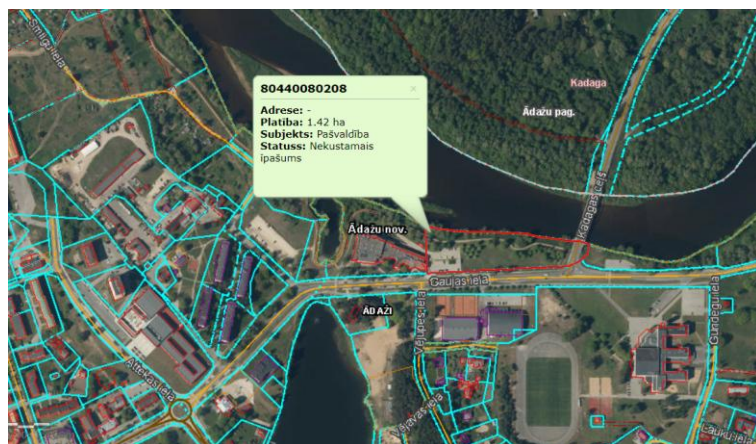 Smilgu iela
80440080208
Adrese: -
Platība: 1.42 ha
Subjekts: Pašvaldība
Statuss: Nekustamais
īpašums
Kadaga
Ādažu pag.
Kadagas ceļš
Ādažu nov.
Gaujas iela
ĀDAŽI
Vējupes iela
Attekas iela